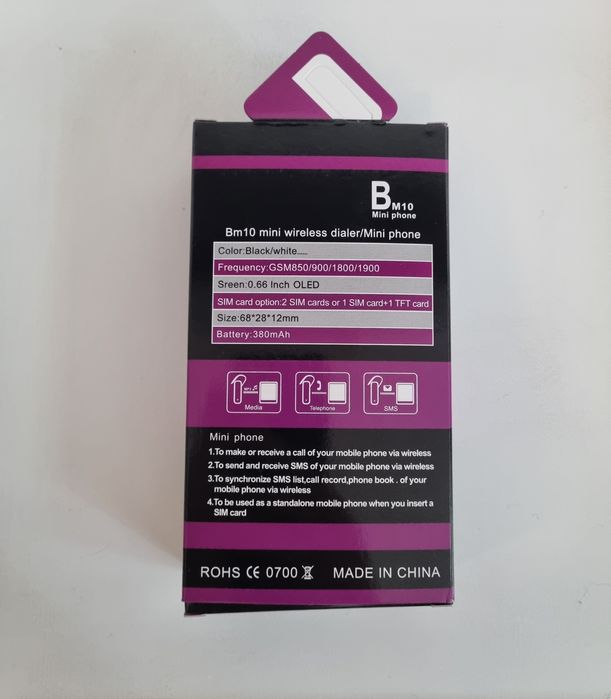 BM10
Mini phone
Bm10 mini wireless dialer/Mini phone
Color:Black/white......
Frequency:GSM850/900/1800/1900
Sreen:0.66 Inch OLED
SIM card option:2 SIM cards or 1 SIM card+1 TFT card
Size:68*28*12mm
Battery:380mAh
MP3
Media
Telephone
SMS
Mini phone
1.To make or receive a call of your mobile phone via wireless
2.To send and receive SMS of your mobile phone via wireless
3.To synchronize SMS list,call record,phone book . of your
mobile phone via wireless
4.To be used as a standalone mobile phone when you insert a
SIM card
ROHS CE 0700 MADE IN CHINA